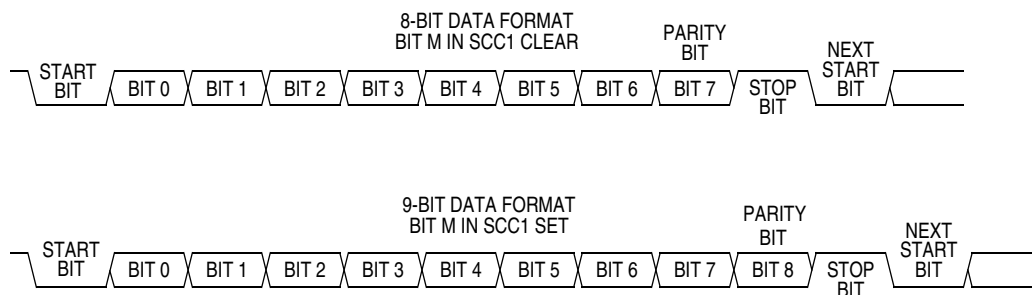 8-BIT DATA FORMAT
BIT M IN SCC1 CLEAR
PARITY
BIT
START
BIT
BIT 0
BIT 1
BIT 2
BIT 3
BIT 4
BIT 5
BIT 6
BIT 7
STOP
BIT
NEXT
START
BIT
9-BIT DATA FORMAT
BIT M IN SCC1 SET
PARITY
BIT
START
BIT
BIT 0
BIT 1
BIT 2
BIT 3
BIT 4
BIT 5
BIT 6
BIT 7
BIT 8
STOP
BIT
NEXT
START
BIT